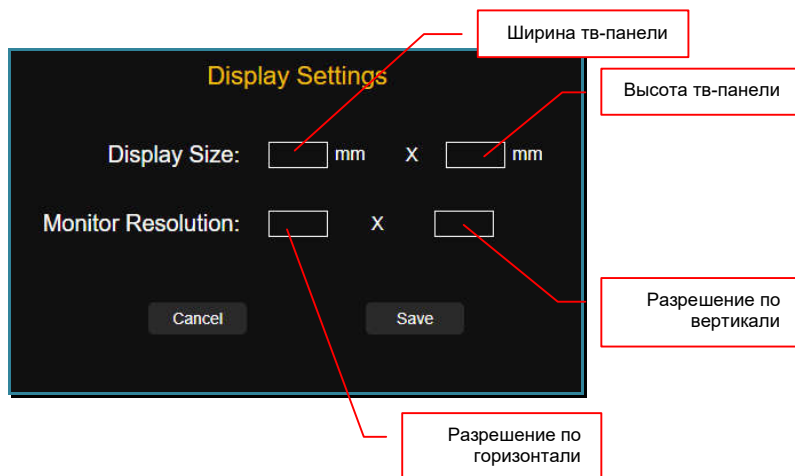 Ширина тв-панели
Display Settings
Высота тв-панели
Display Size: mm X mm
Monitor Resolution: X
Cancel Save
Разрешение по
вертикали
Разрешение по
горизонтали